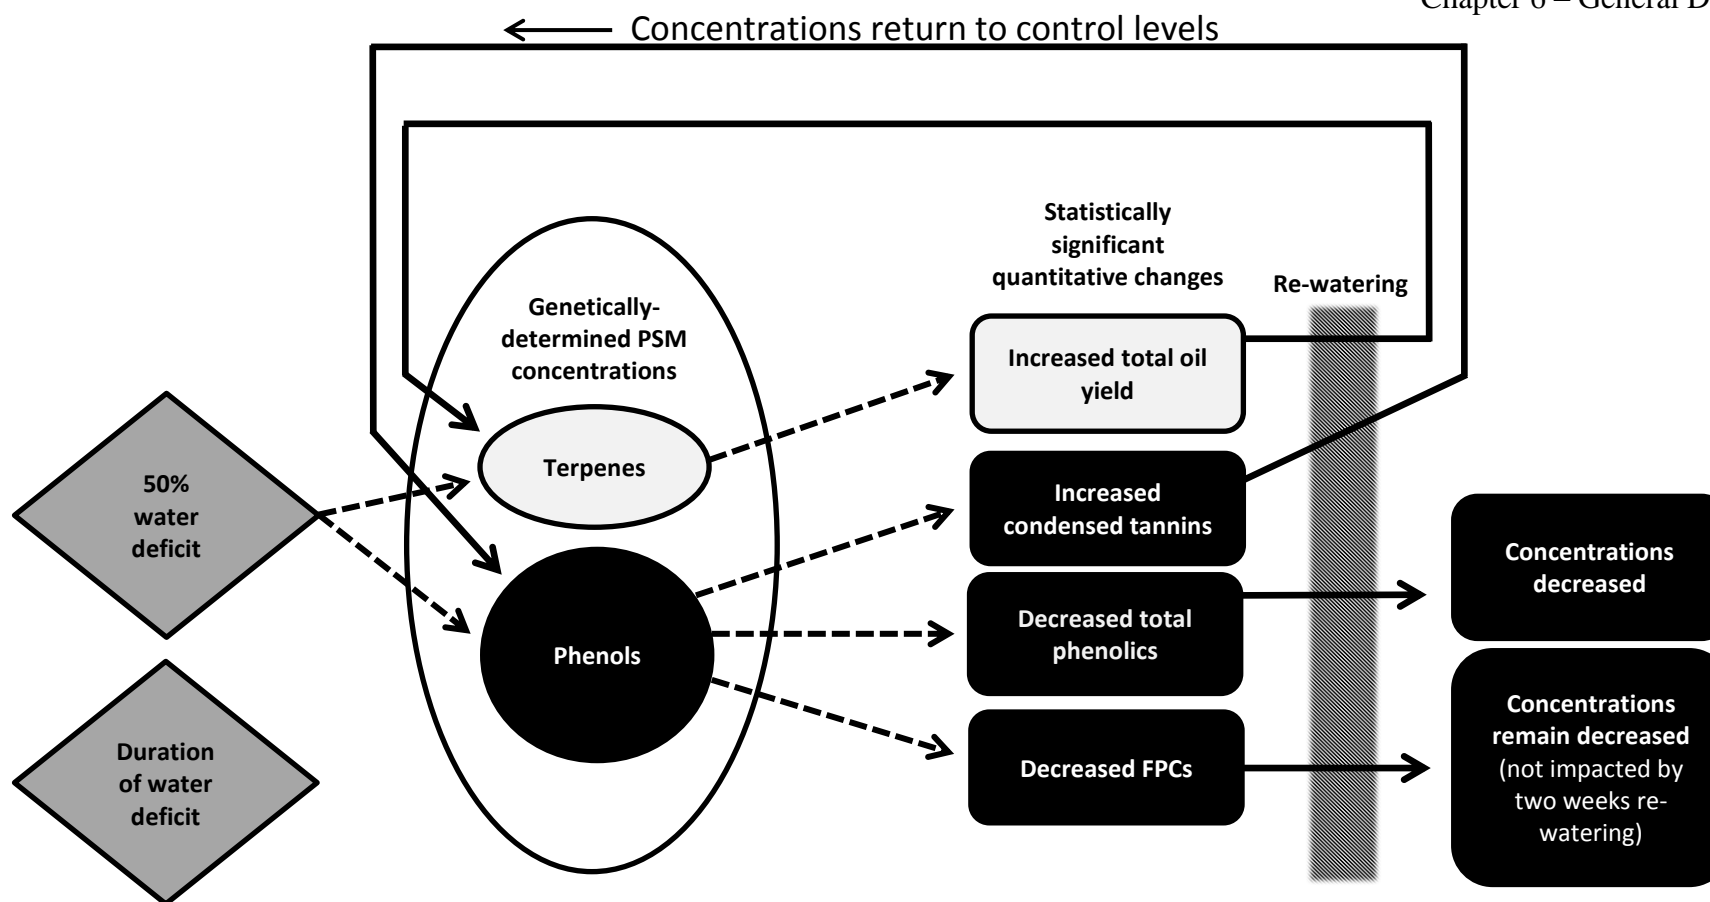 Chapter 6 – General D
Concentrations return to control levels
Statistically
significant
quantitative changes
Re-watering
Genetically-
determined PSM
concentrations
Increased total oil
yield
Terpenes
50%
water
deficit
Increased
condensed tannins
Concentrations
decreased
Decreased total
phenolics
Phenols
Concentrations
remain decreased
(not impacted by
two weeks re-
watering)
Duration
of water
deficit
Decreased FPCs